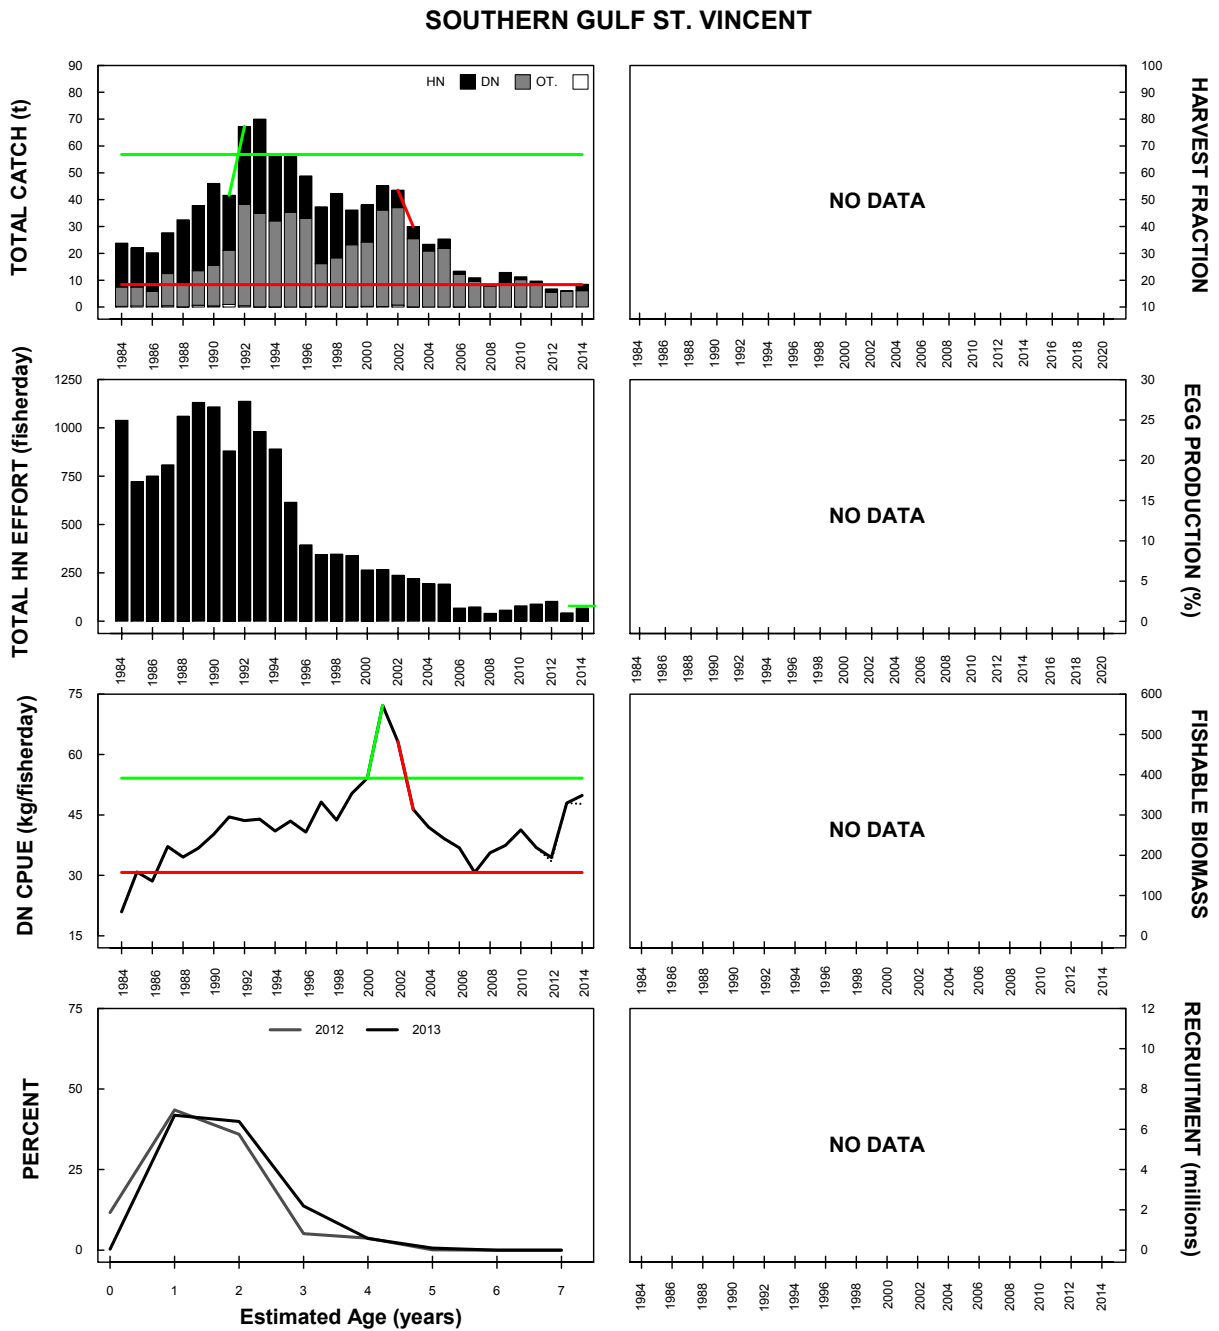 SOUTHERN GULF ST. VINCENT
TOTAL CATCH (t)
90
80
70
60
50
40
30
20
10
0
HN DN OT.
1984 1986 1988 1990 1992 1994 1996 1998 2000 2002 2004 2006 2008 2010 2012 2014
NO DATA
100
90
80
70
60
50
40
30
20
10
HARVEST FRACTION
1984 1986 1988 1990 1992 1994 1996 1998 2000 2002 2004 2006 2008 2010 2012 2014 2016 2018 2020
TOTAL HN EFFORT (fisherday)
1250
1000
750
500
250
0
1984 1986 1988 1990 1992 1994 1996 1998 2000 2002 2004 2006 2008 2010 2012 2014
NO DATA
30
25
20
15
10
5
0
EGG PRODUCTION (%)
1984 1986 1988 1990 1992 1994 1996 1998 2000 2002 2004 2006 2008 2010 2012 2014 2016 2018 2020
DN CPUE (kg/fisherday)
75
60
45
30
15
1984 1986 1988 1990 1992 1994 1996 1998 2000 2002 2004 2006 2008 2010 2012 2014
NO DATA
600
500
400
300
200
100
0
FISHABLE BIOMASS
1984 1986 1988 1990 1992 1994 1996 1998 2000 2002 2004 2006 2008 2010 2012 2014
PERCENT
75
50
25
0
2012 2013
0 1 2 3 4 5 6 7
Estimated Age (years)
NO DATA
12
10
8
6
4
2
0
RECRUITMENT (millions)
1984 1986 1988 1990 1992 1994 1996 1998 2000 2002 2004 2006 2008 2010 2012 2014